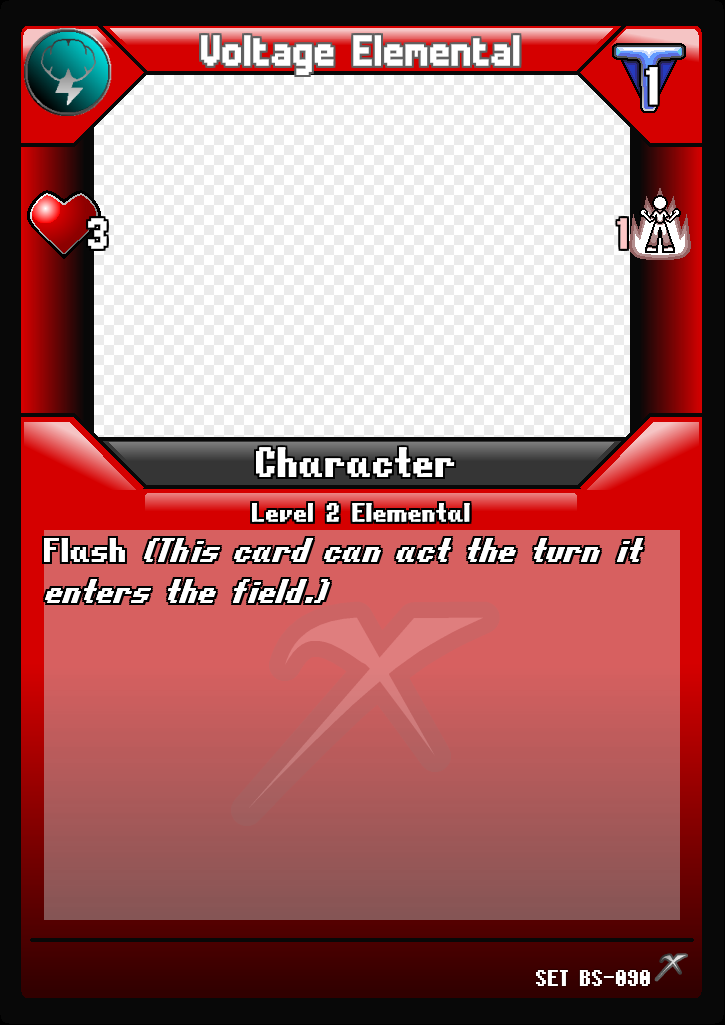 Voltage Elemental
1
3
1
Character
Level 2 Elemental
Flash (This card can act the turn it
enters the field.)
SET BS-090